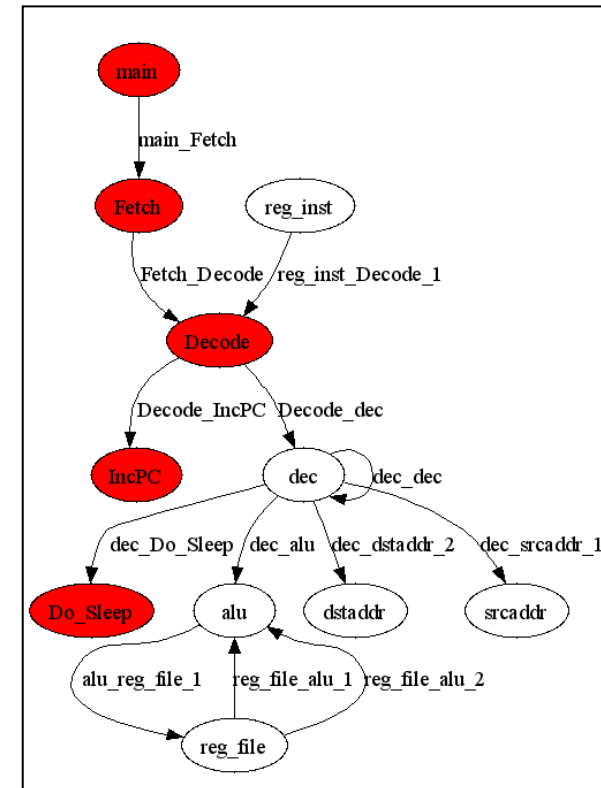 main
main_Fetch
Fetch
reg_inst
Fetch_Decode
reg_inst_Decode_1
Decode
Decode_IncPC
Decode_dec
IncPC
dec
dec_dec
dec_Do_Sleep
dec_alu
dec_dstaddr_2
dec_srcaddr_1
Do_Sleep
alu
dstaddr
srcaddr
alu_reg_file_1
reg_file_alu_1
reg_file_alu_2
reg_file